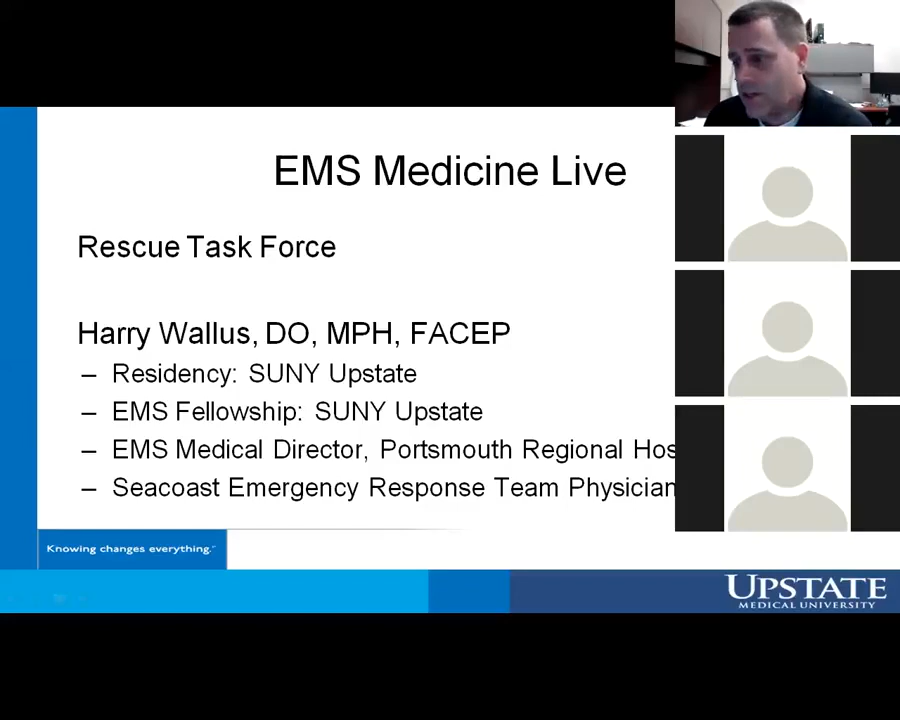 EMS Medicine Live
Rescue Task Force
Harry Wallus, DO, MPH, FACEP
– Residency: SUNY Upstate
– EMS Fellowship: SUNY Upstate
– EMS Medical Director, Portsmouth Regional Hos
– Seacoast Emergency Response Team Physician
Knowing changes everything.™
UPSTATE
MEDICAL UNIVERSITY